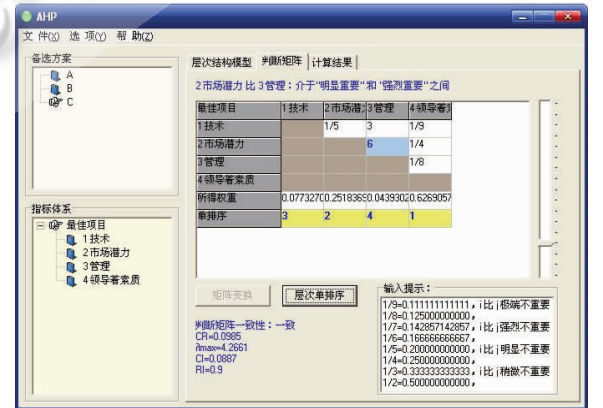 AHP
文 件(X) 选 项(Y) 帮 助(Z)
备选方案
A
B
C
指标体系
最佳项目
1技术
2市场潜力
3管理
4领导着素质
层次结构模型 判断矩阵 计算结果
2市场潜力 比 3管理：介于"明显重要"和"强烈重要"之间
最佳项目 1技术 2市场潜 3管理 4领导着
1技术 1/5 3 1/9
2市场潜力 6 1/4
3管理 1/8
4领导着素质
所得权重 0.077327 0.251836 0.043930 0.6269057
单排序 3 2 4 1
矩阵变换 层次单排序
判断矩阵一致性：一致
CR=0.0985
λmax=4.2661
CI=0.0887
RI=0.9
输入提示：
1/9=0.111111111111，i比j极端不重要
1/8=0.125000000000，
1/7=0.142857142857，i比j强烈不重要
1/6=0.166666666667，
1/5=0.200000000000，i比j明显不重要
1/4=0.250000000000，
1/3=0.333333333333，i比j稍微不重要
1/2=0.500000000000，